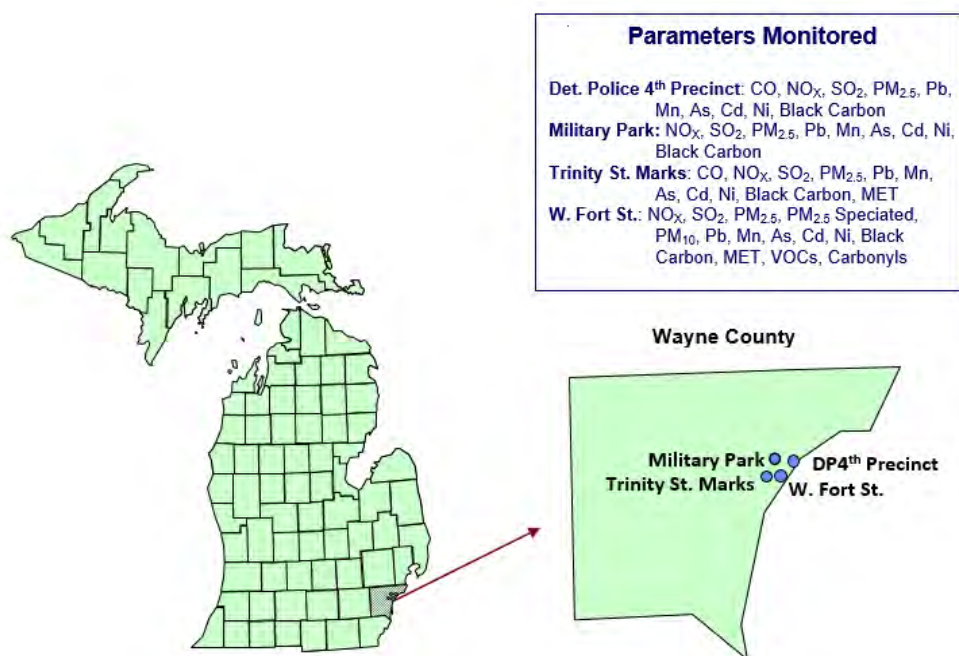 Parameters Monitored
Det. Police 4th Precinct: CO, NOX, SO2, PM2.5, Pb,
Mn, As, Cd, Ni, Black Carbon
Military Park: NOX, SO2, PM2.5, Pb, Mn, As, Cd, Ni,
Black Carbon
Trinity St. Marks: CO, NOX, SO2, PM2.5, Pb, Mn,
As, Cd, Ni, Black Carbon, MET
W. Fort St.: NOX, SO2, PM2.5, PM2.5 Speciated,
PM10, Pb, Mn, As, Cd, Ni, Black
Carbon, MET, VOCs, Carbonyls
Wayne County
Military Park
DP4th Precinct
Trinity St. Marks
W. Fort St.